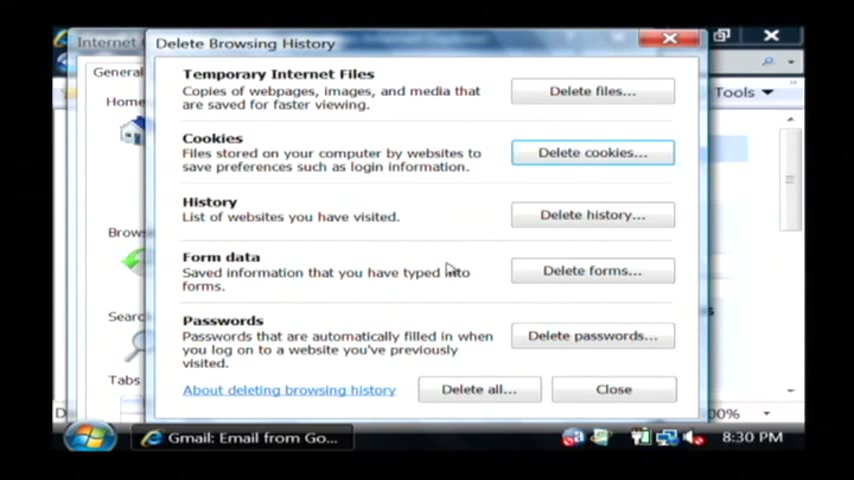 Internet
Delete Browsing History
General
Temporary Internet Files
Copies of webpages, images, and media that
are saved for faster viewing.
Delete files...
Tools
Home
Cookies
Files stored on your computer by websites to
save preferences such as login information.
Delete cookies...
History
List of websites you have visited.
Delete history...
Brows
Form data
Saved information that you have typed into
forms.
Delete forms...
Searc
Passwords
Passwords that are automatically filled in when
you log on to a website you've previously
visited.
Delete passwords...
Tabs
About deleting browsing history
Delete all...
Close
00%
Gmail: Email from Go...
8:30 PM